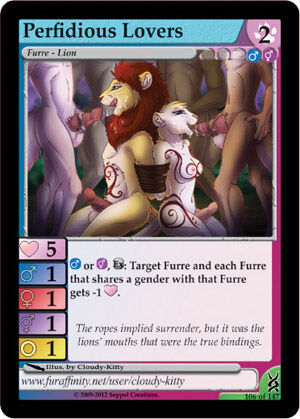 Perfidious Lovers
2
Furre - Lion
5
1
1
1
or , Ex: Target Furre and each Furre
that shares a gender with that Furre
gets -1 .
The ropes implied surrender, but it was the
lions' mouths that were the true bindings.
Illus. by Cloudy-Kitty
www.furaffinity.net/user/cloudy-kitty
© 2009-2012 Seppel Creations.
106 of 147